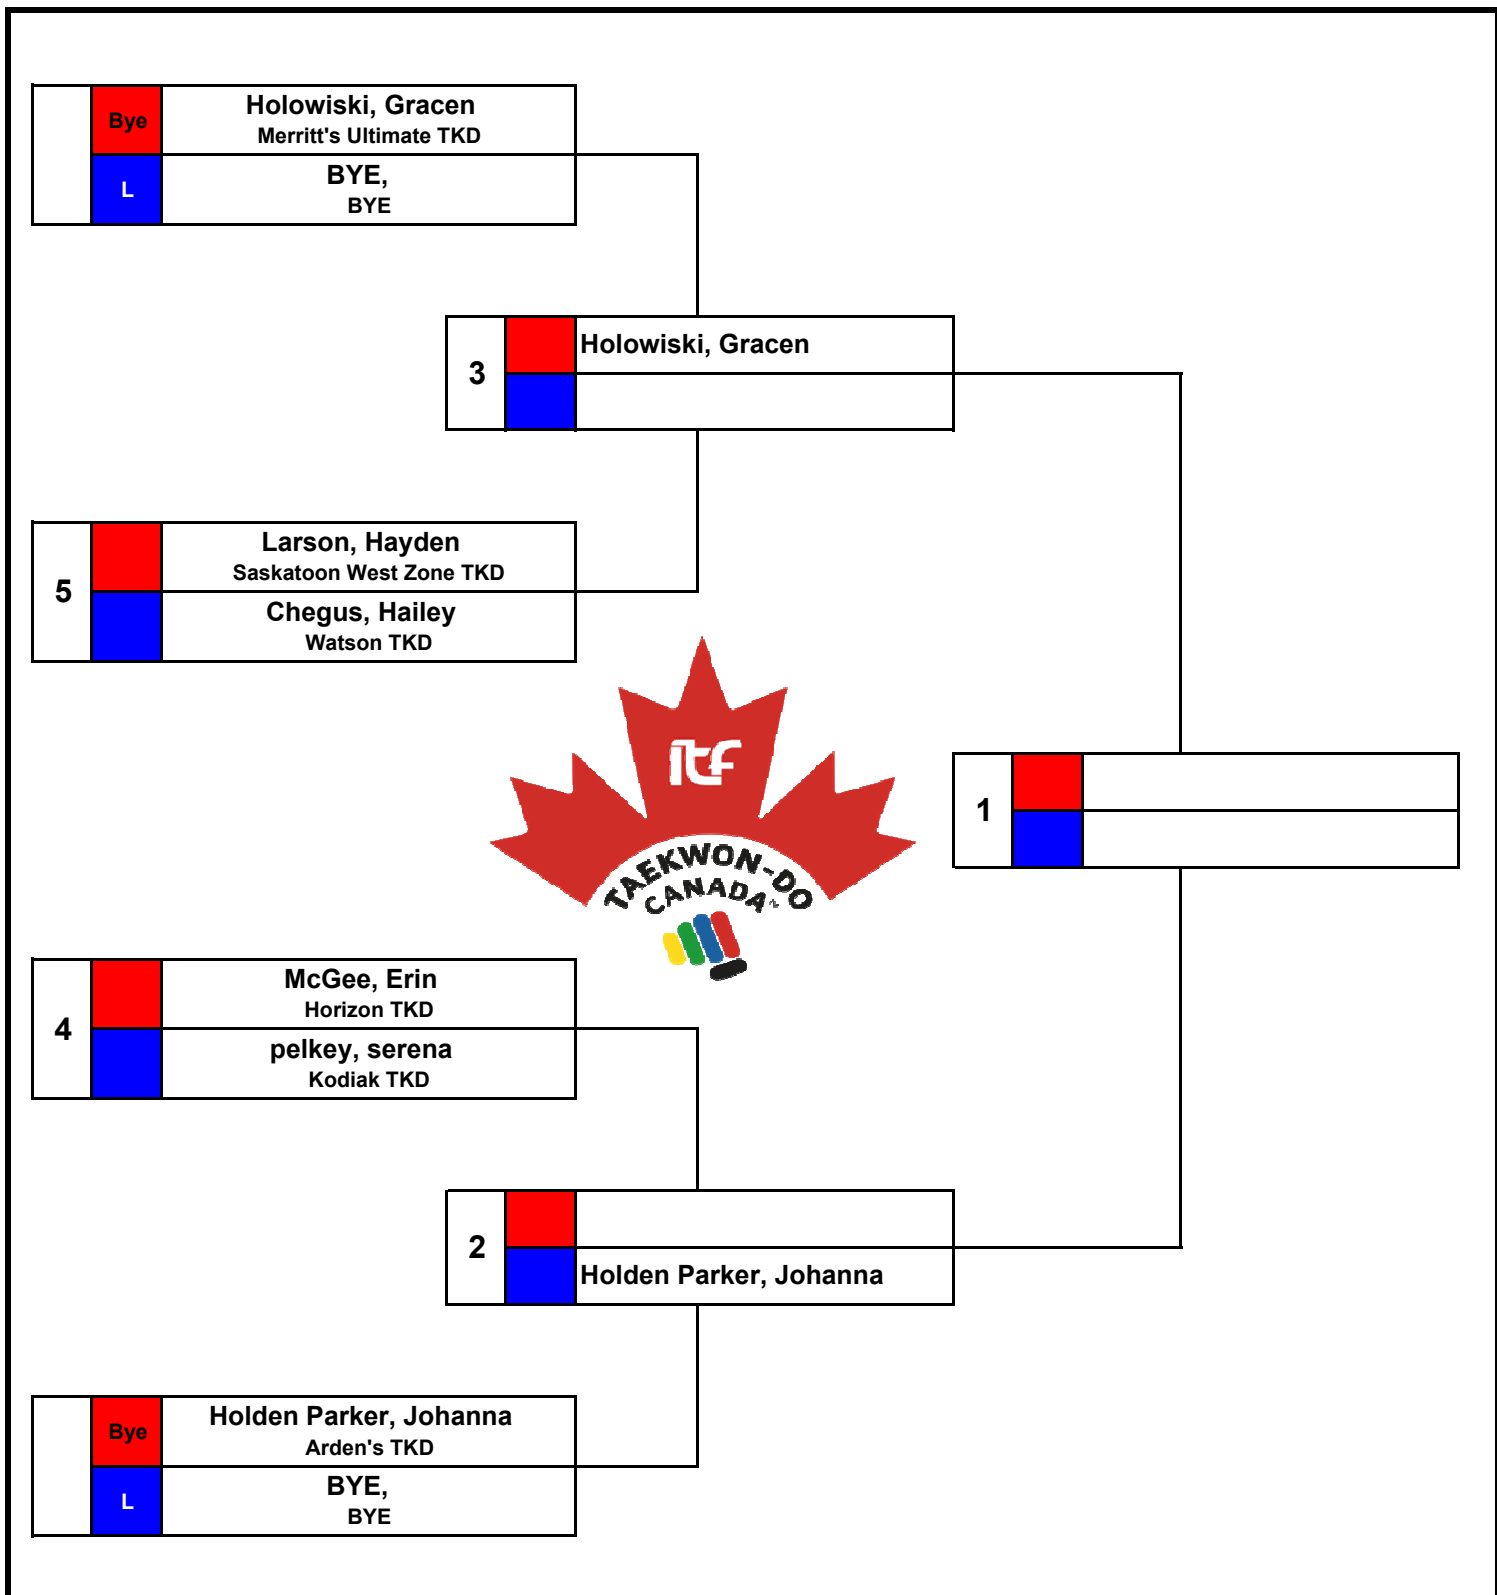 Bye
Holowiski, Gracen
Merritt's Ultimate TKD
L
BYE,
BYE
3
Holowiski, Gracen
5
Larson, Hayden
Saskatoon West Zone TKD
Chegus, Hailey
Watson TKD
itf
TAEKWON-DO
CANADA
1
4
McGee, Erin
Horizon TKD
pelkey, serena
Kodiak TKD
2
Holden Parker, Johanna
Bye
Holden Parker, Johanna
Arden's TKD
L
BYE,
BYE